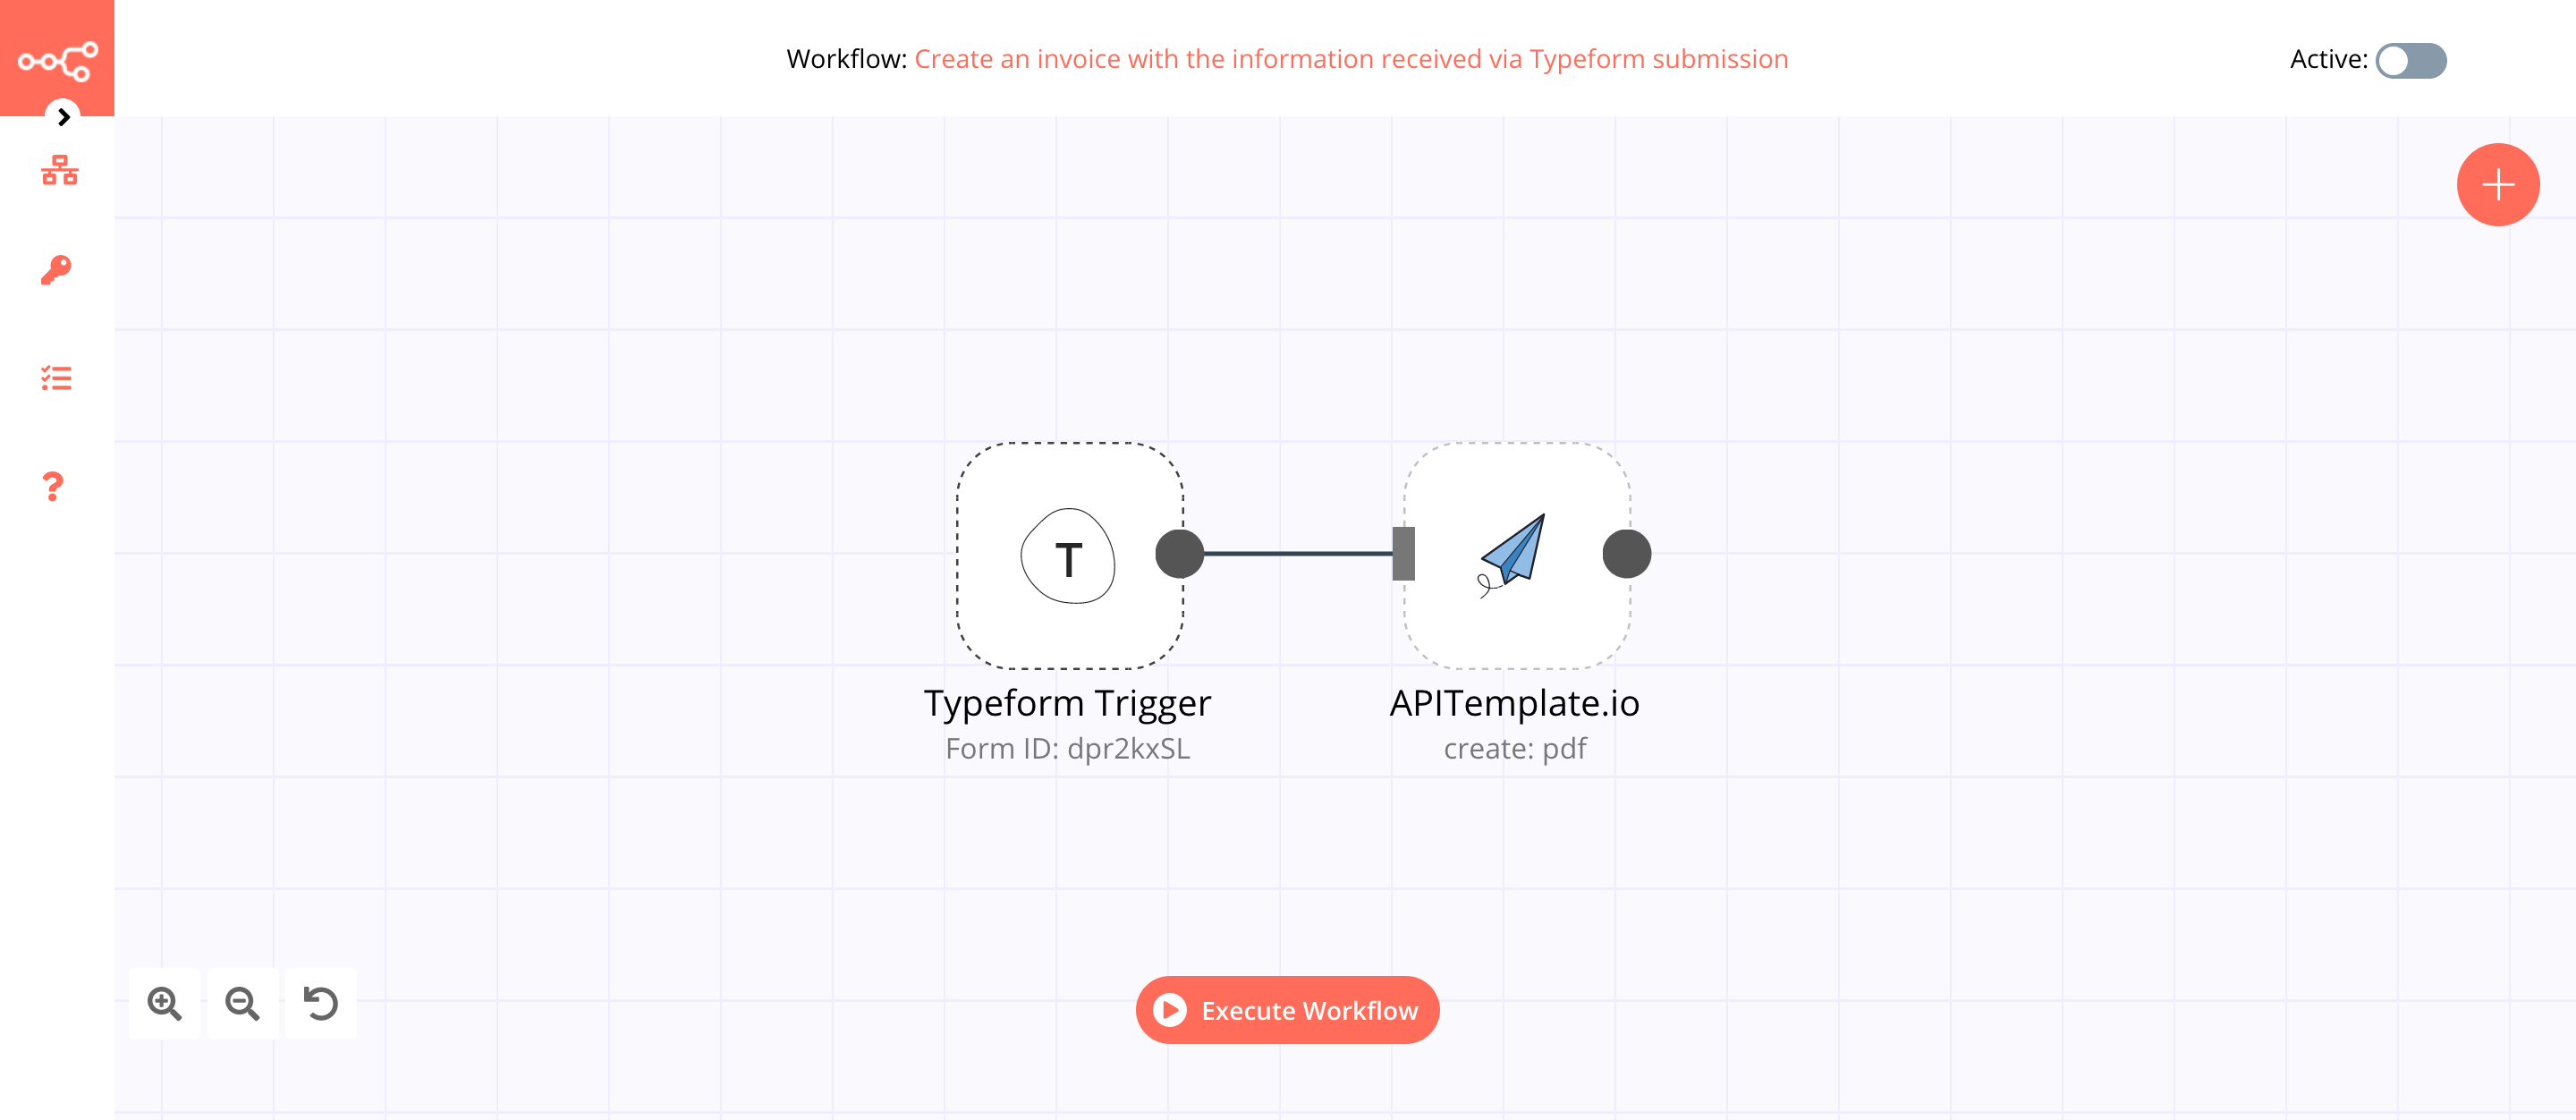 Workflow: Create an invoice with the information received via Typeform submission
Active:
T
Typeform Trigger
Form ID: dpr2kxSL
APITemplate.io
create: pdf
Execute Workflow